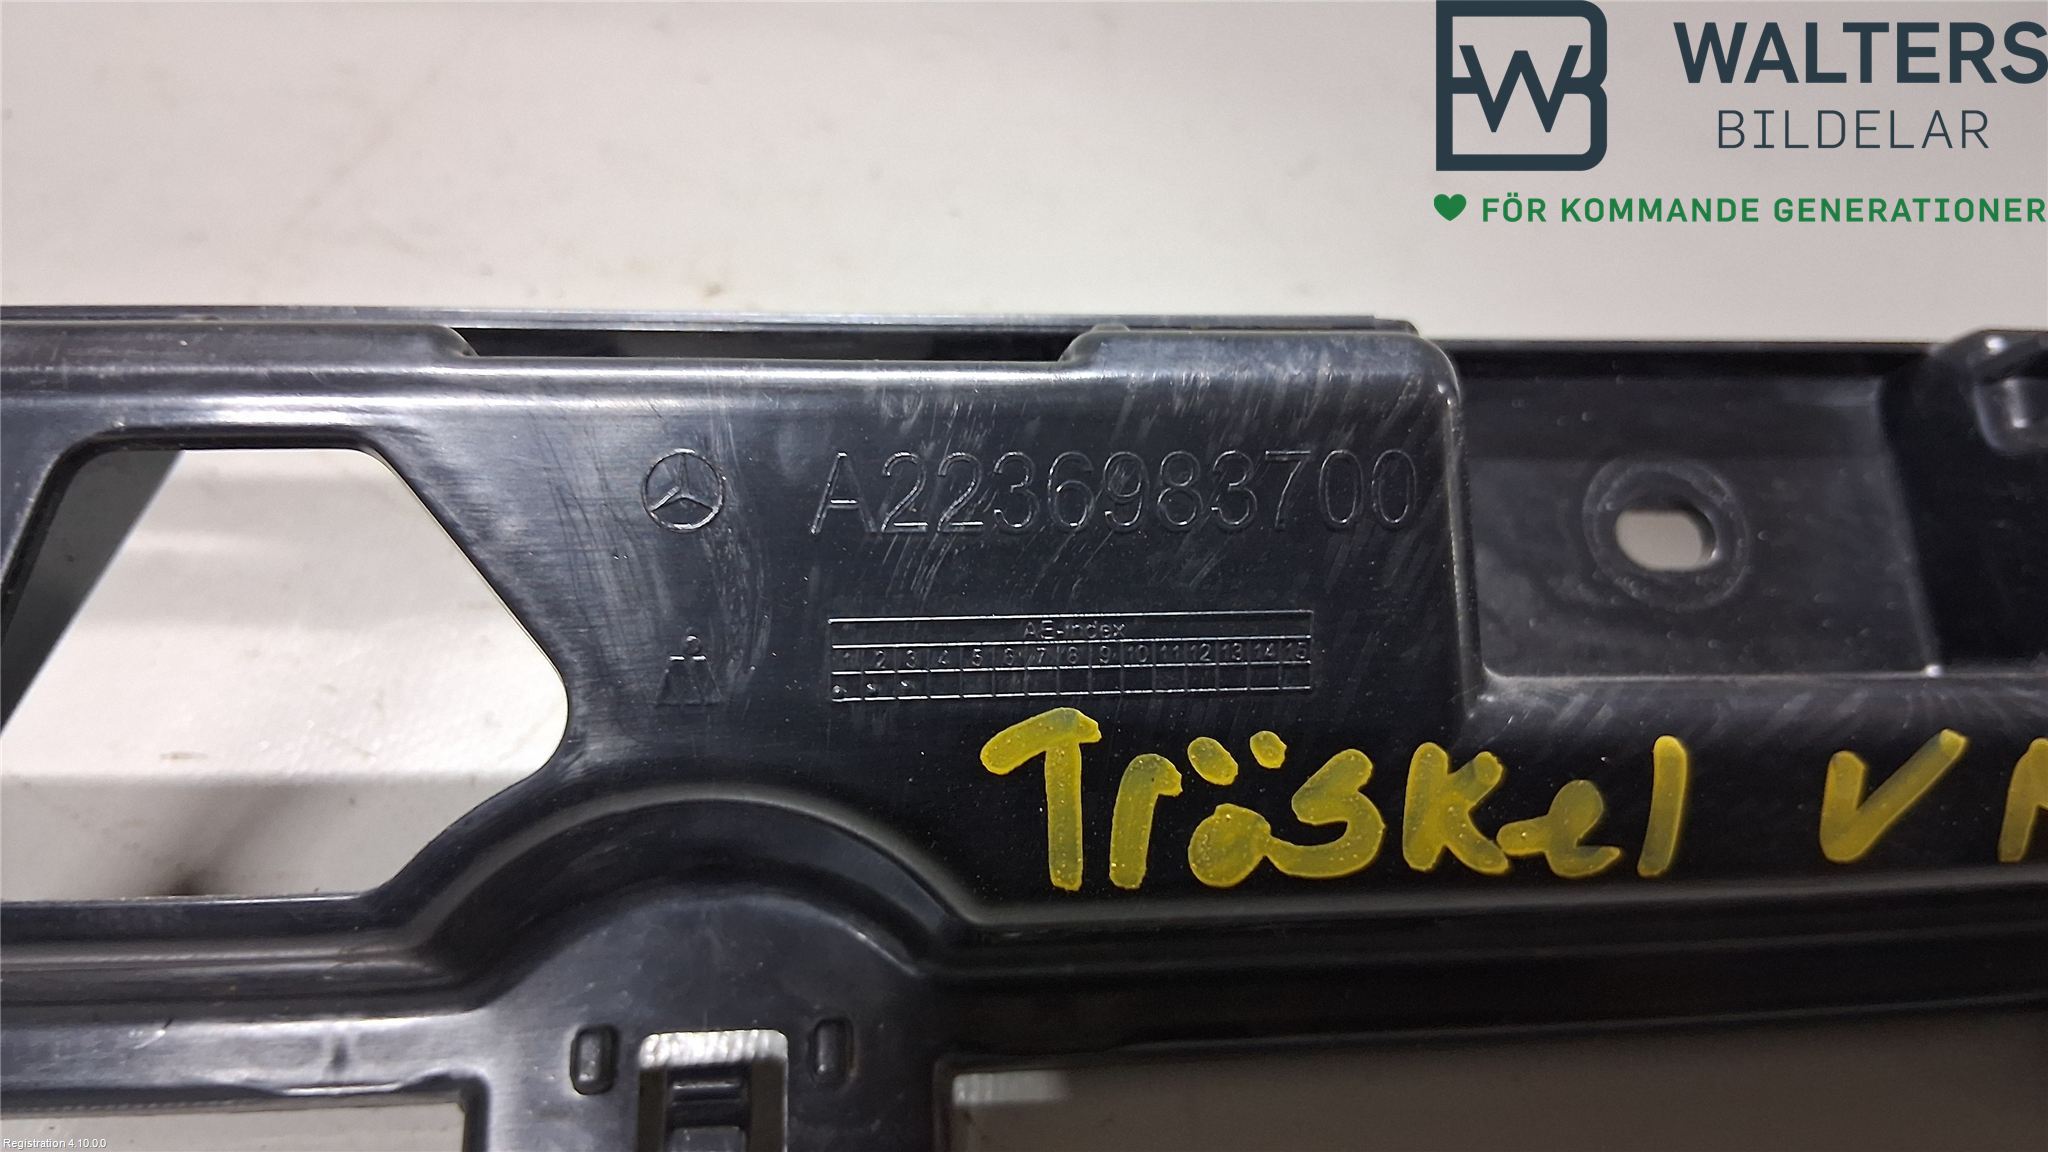 WALTERS
BILDELAR
FÖR KOMMANDE GENERATIONER
A2236983700
AE-Index
1 2 3 4 5 6 7 8 9 10 11 12 13 14 15
Tröskel V
Registration 4.10.0.0